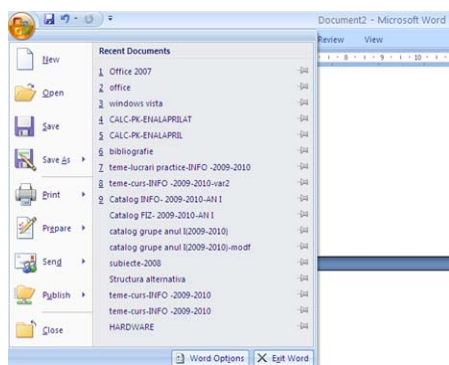 Document2 - Microsoft Word
Review View
Recent Documents
New
Open
Save
Save As
Print
Prepare
Send
Publish
Close
1 Office 2007
2 office
3 windows vista
4 CALC-PK-ENALAPRILAT
5 CALC-PK-ENALAPRIL
6 bibliografie
7 teme-lucrari practice-INFO -2009-2010
8 teme-curs-INFO -2009-2010-var2
9 Catalog INFO- 2009-2010-AN I
Catalog FIZ- 2009-2010-AN I
catalog grupe anul I(2009-2010)
catalog grupe anul I(2009-2010)-modf
subiecte-2008
Structura alternativa
teme-curs-INFO -2009-2010
teme-curs-INFO -2009-2010
HARDWARE
Word Options Exit Word
8 9 10